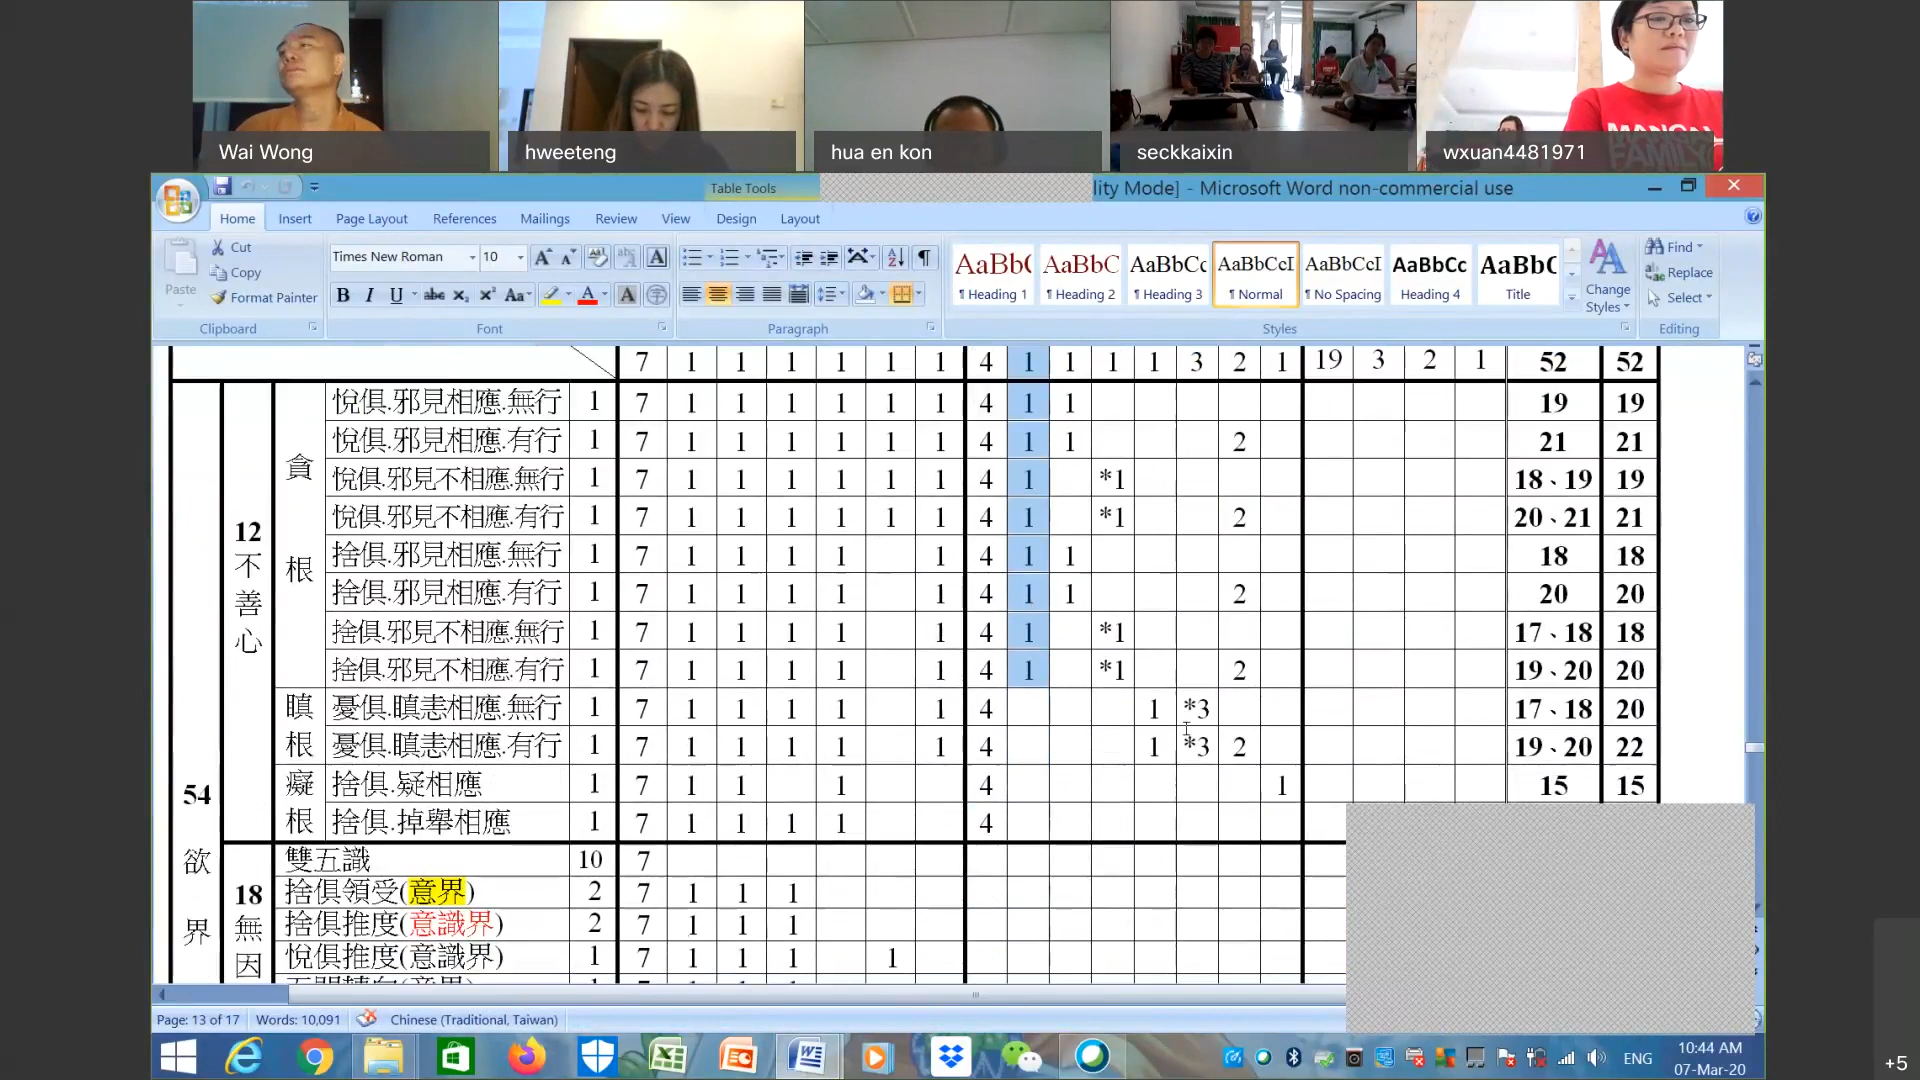 Wai Wong
hweeteng
hua en kon
seckkaixin
wxuan4481971
MANGA
FAMILY
Table Tools
lity Mode] - Microsoft Word non-commercial use
Home Insert Page Layout References Mailings Review View Design Layout
Paste
Cut
Copy
Format Painter
Clipboard
Times New Roman 10
Font
Paragraph
AaBb( ¶ Heading 1
AaBbC ¶ Heading 2
AaBbCc ¶ Heading 3
AaBbCcI ¶ Normal
AaBbCcI ¶ No Spacing
AaBbCc Heading 4
AaBbC Title
Change Styles
Styles
Find
Replace
Select
Editing
7 1 1 1 1 1 1 4 1 1 1 1 3 2 1 19 3 2 1 52 52
54 欲界
12 不善心
貪根
悅俱.邪見相應.無行 1 7 1 1 1 1 1 1 4 1 1 19 19
悅俱.邪見相應.有行 1 7 1 1 1 1 1 1 4 1 1 2 21 21
悅俱.邪見不相應.無行 1 7 1 1 1 1 1 1 4 1 *1 18、19 19
悅俱.邪見不相應.有行 1 7 1 1 1 1 1 1 4 1 *1 2 20、21 21
捨俱.邪見相應.無行 1 7 1 1 1 1 1 4 1 1 18 18
捨俱.邪見相應.有行 1 7 1 1 1 1 1 4 1 1 2 20 20
捨俱.邪見不相應.無行 1 7 1 1 1 1 1 4 1 *1 17、18 18
捨俱.邪見不相應.有行 1 7 1 1 1 1 1 4 1 *1 2 19、20 20
瞋根
憂俱.瞋恚相應.無行 1 7 1 1 1 1 1 4 1 *3 17、18 20
憂俱.瞋恚相應.有行 1 7 1 1 1 1 1 4 1 *3 2 19、20 22
癡根
捨俱.疑相應 1 7 1 1 1 4 1 15 15
捨俱.掉舉相應 1 7 1 1 1 1 4
18 無因
雙五識 10 7
捨俱領受(意界) 2 7 1 1 1
捨俱推度(意識界) 2 7 1 1 1
悅俱推度(意識界) 1 7 1 1 1 1
Page: 13 of 17 Words: 10,091 Chinese (Traditional, Taiwan)
ENG
10:44 AM
07-Mar-20
+5